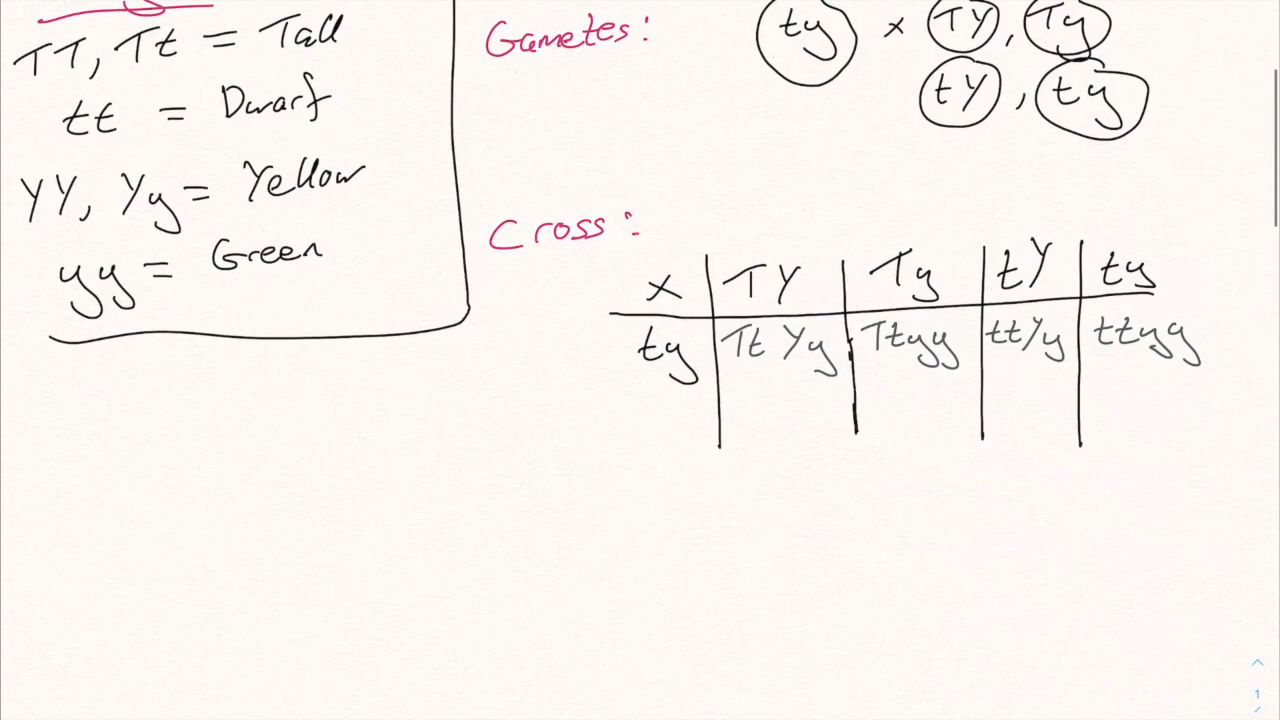 TT, Tt = Tall
tt = Dwarf
YY, Yy = Yellow
yy = Green
Gametes:
ty x TY, Ty
tY, ty
Cross:
x TY Ty tY ty
ty TtYy Ttyy ttYy ttyy
1